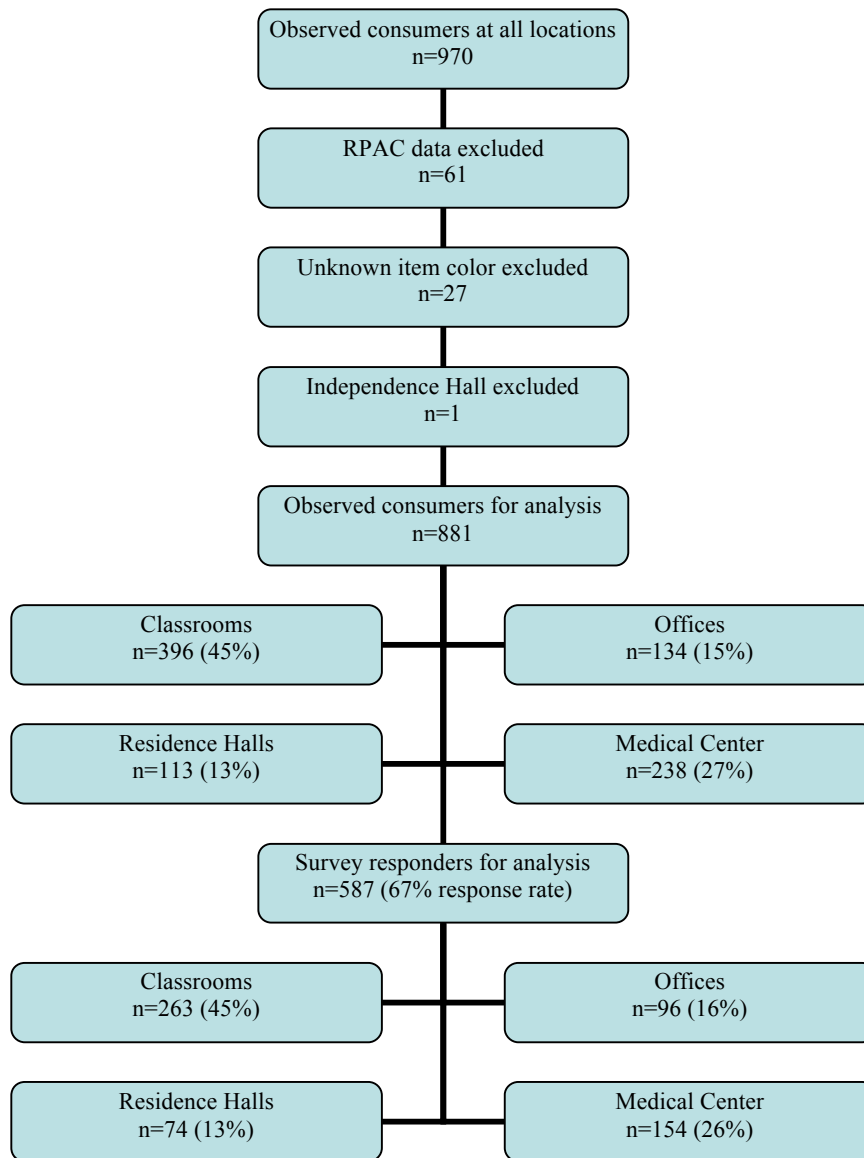 Observed consumers at all locations
n=970
RPAC data excluded
n=61
Unknown item color excluded
n=27
Independence Hall excluded
n=1
Observed consumers for analysis
n=881
Classrooms
n=396 (45%)
Offices
n=134 (15%)
Residence Halls
n=113 (13%)
Medical Center
n=238 (27%)
Survey responders for analysis
n=587 (67% response rate)
Classrooms
n=263 (45%)
Offices
n=96 (16%)
Residence Halls
n=74 (13%)
Medical Center
n=154 (26%)